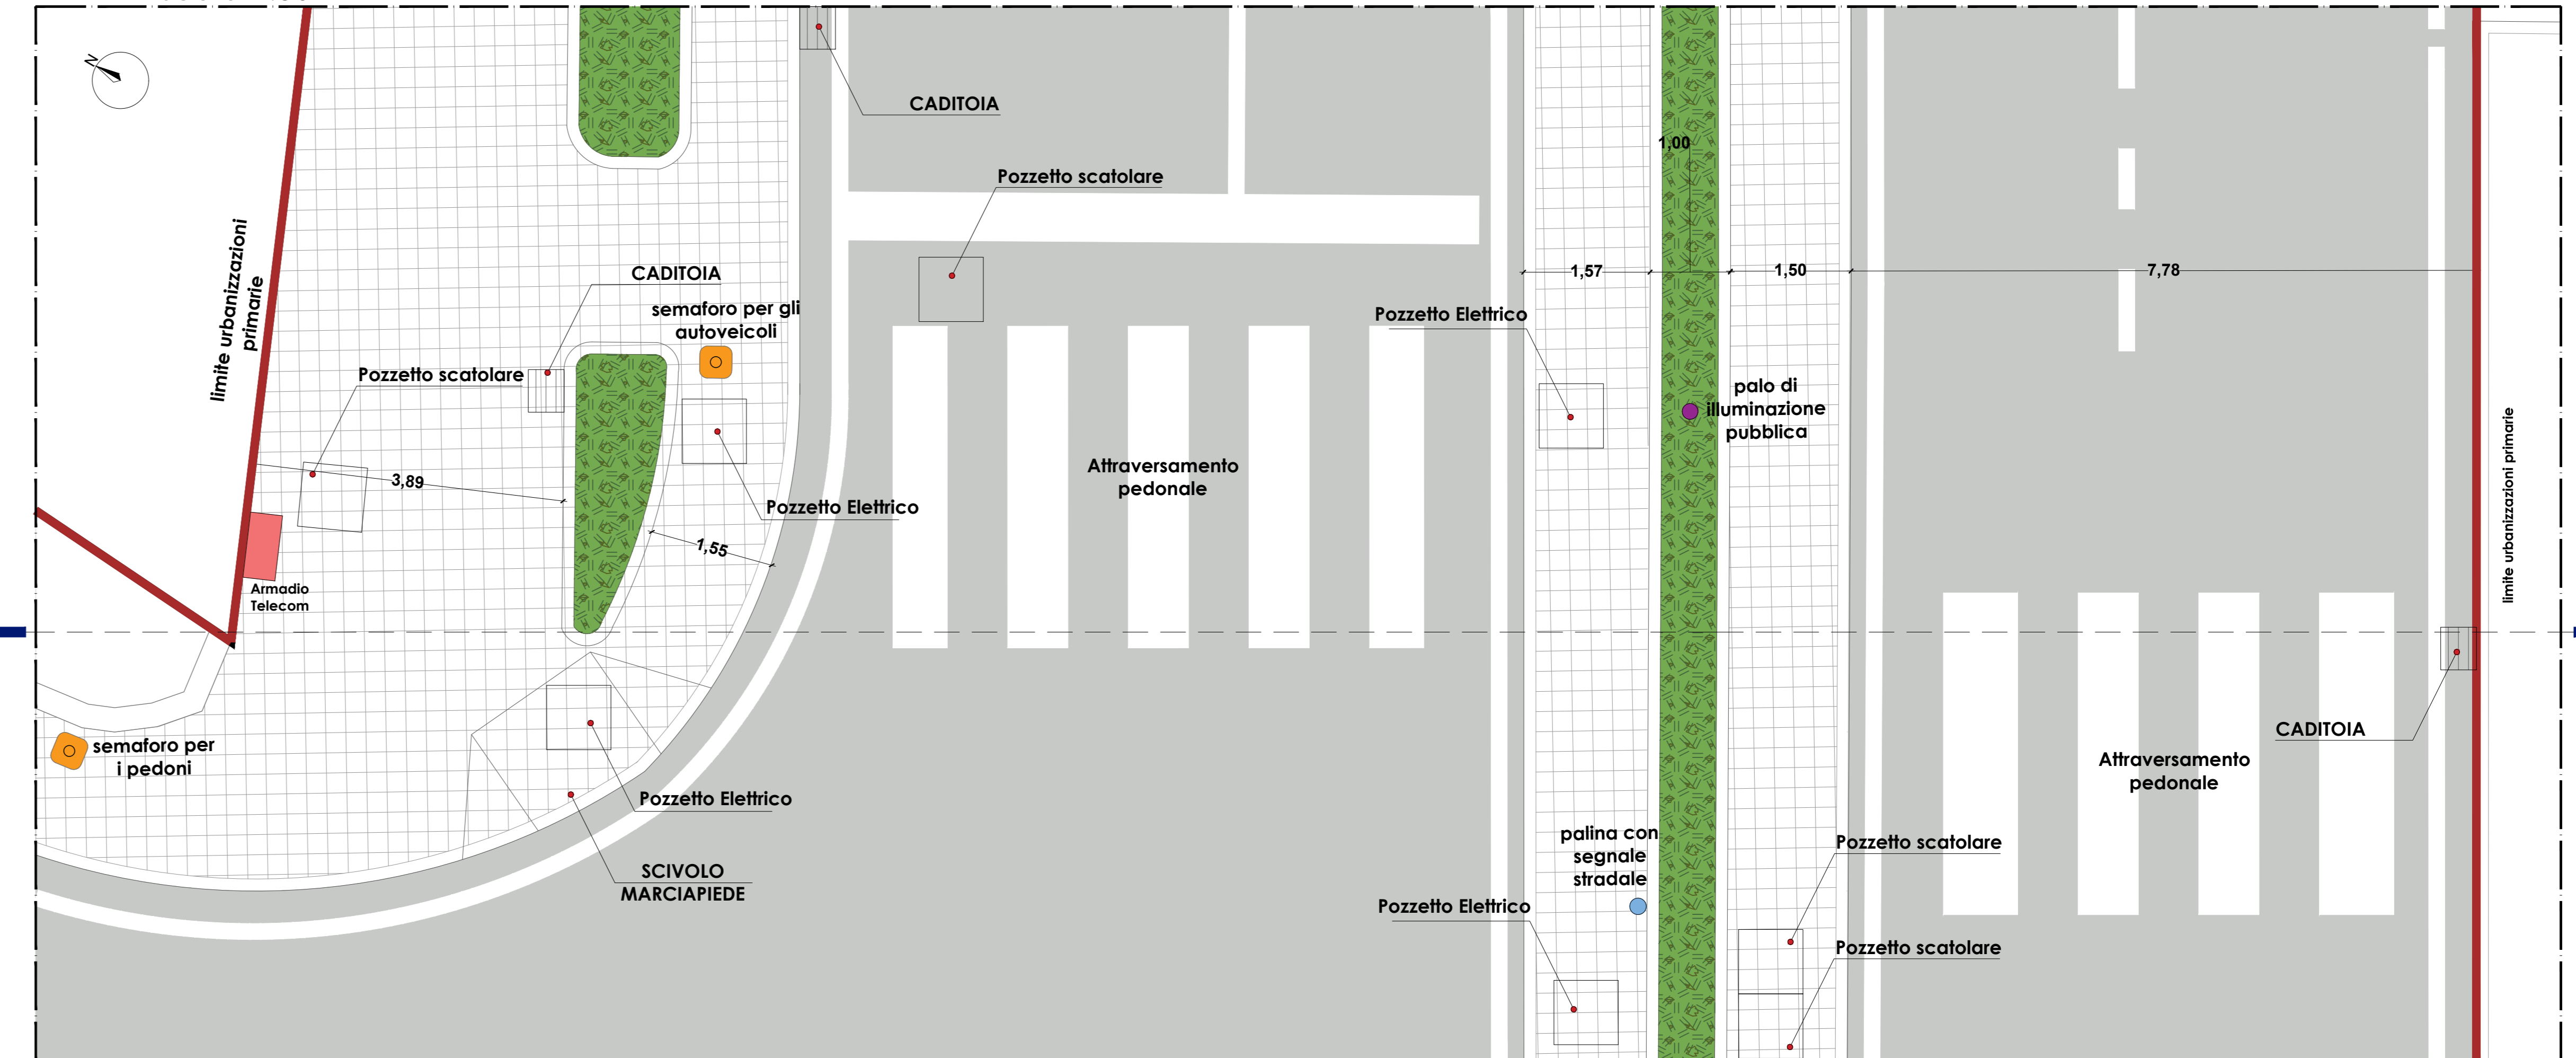 N
CADITOIA
1,00
Pozzetto scatolare
limite urbanizzazioni
primarie
CADITOIA
1,57
1,50
7,78
semaforo per gli
autoveicoli
Pozzetto Elettrico
Pozzetto scatolare
palo di
illuminazione
pubblica
limite urbanizzazioni primarie
Attraversamento
pedonale
3,89
Pozzetto Elettrico
1,55
Armadio
Telecom
semaforo per
i pedoni
CADITOIA
Attraversamento
pedonale
Pozzetto Elettrico
palina con
segnale
stradale
Pozzetto scatolare
SCIVOLO
MARCIAPIEDE
Pozzetto Elettrico
Pozzetto scatolare